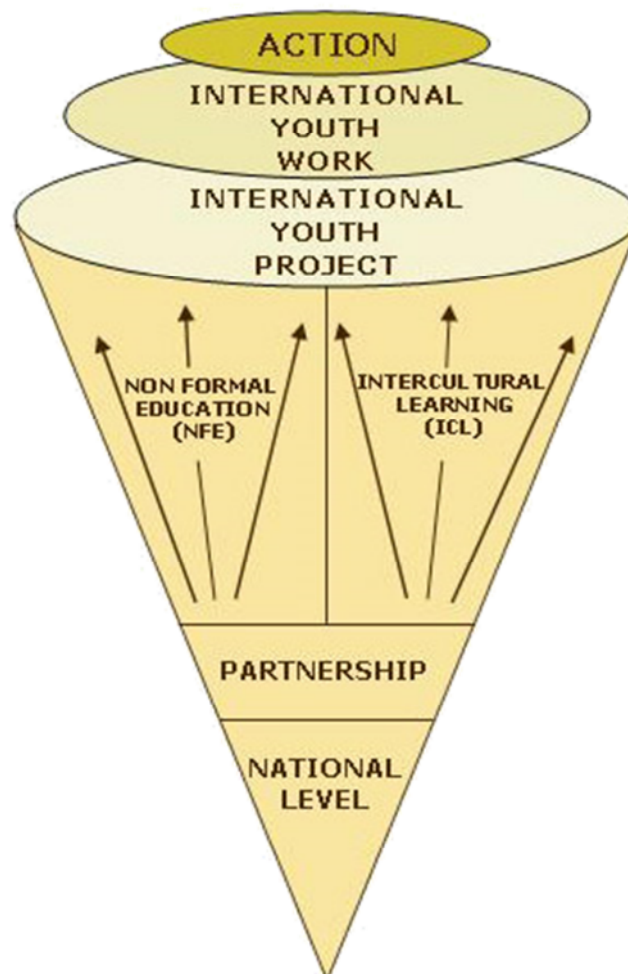 ACTION
INTERNATIONAL
YOUTH
WORK
INTERNATIONAL
YOUTH
PROJECT
NON FORMAL
EDUCATION
(NFE)
INTERCULTURAL
LEARNING
(ICL)
PARTNERSHIP
NATIONAL
LEVEL